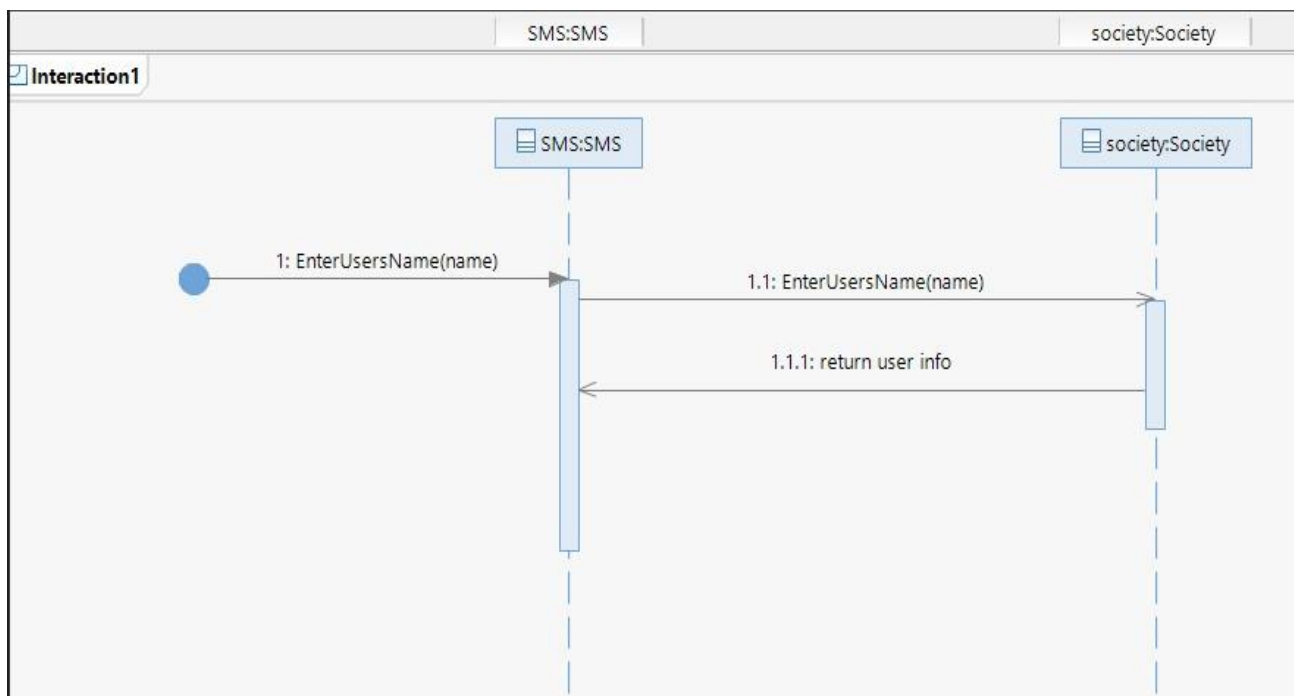 SMS:SMS
society:Society
Interaction1
SMS:SMS
society:Society
1: EnterUsersName(name)
1.1: EnterUsersName(name)
1.1.1: return user info